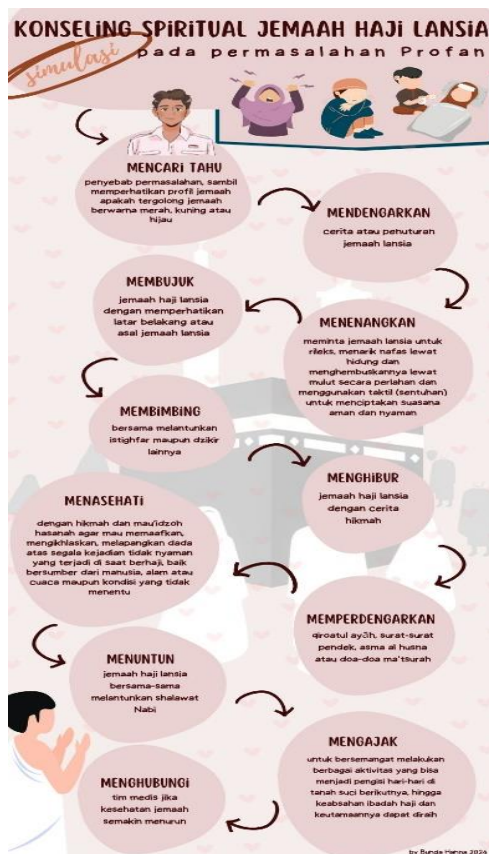 KONSELING SPIRITUAL JEMAAH HAJI LANSIA
simulasi
pada permasalahan Profan
MENCARI TAHU
penyebab permasalahan, sambil
memperhatikan profil jemaah
apakah tergolong jemaah
berwarna merah, kuning atau
hijau
MENDENGARKAN
cerita atau penuturan
jemaah lansia
MENENANGKAN
meminta jemaah lansia untuk
rileks, menarik nafas lewat
hidung dan
menghembuskannya lewat
mulut secara perlahan dan
menggunakan taktil (sentuhan)
untuk menciptakan suasana
aman dan nyaman
MEMBUJUK
jemaah haji lansia
dengan memperhatikan
latar belakang atau
asal jemaah lansia
MEMBIMBING
bersama melantunkan
istighfar maupun dzikir
lainnya
MENGHIBUR
jemaah haji lansia
dengan cerita
hikmah
MEMPERDENGARKAN
surat-surat
pendek, asma al husna
atau doa-doa ma'tsurah
MENASEHATI
dengan hikmah dan mau'idzoh
hasanah agar mau memaafkan,
mengikhlaskan, melapangkan dada
atas segala kejadian tidak nyaman
yang terjadi di saat berhaji, baik
bersumber dari manusia, alam atau
cuaca maupun kondisi yang tidak
menentu
MENUNTUN
jemaah haji lansia
bersama-sama
melantunkan shalawat
Nabi
MENGAJAK
untuk bersemangat melakukan
berbagai aktivitas yang bisa
menjadi pengisi hari-hari di
tanah suci berikutnya, hingga
keabsahan ibadah haji dan
keutamaannya dapat diraih
MENGHUBUNGI
tim medis jika
kesehatan jemaah
semakin menurun
by Bunda Hanna 2024